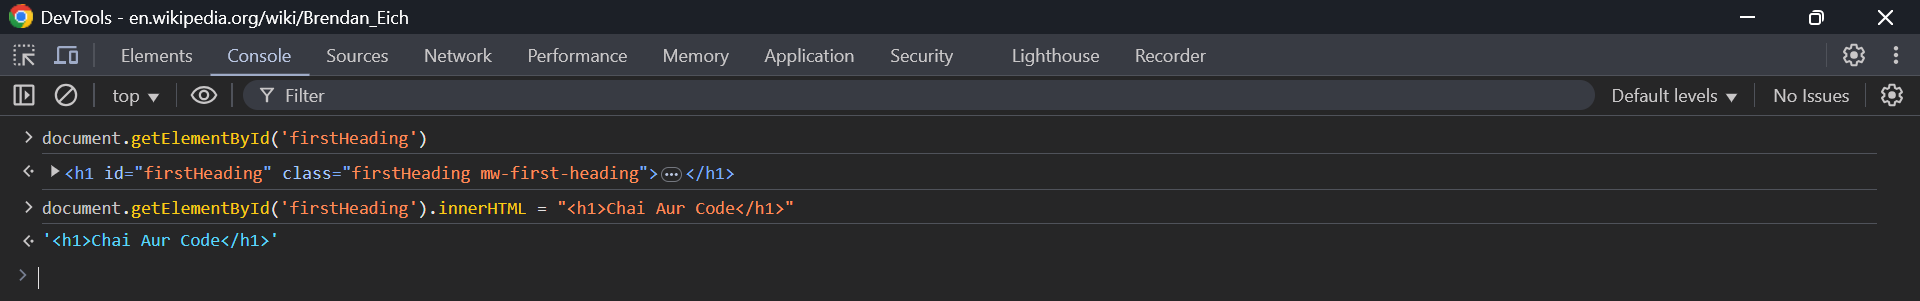 DevTools - en.wikipedia.org/wiki/Brendan_Eich
Elements Console Sources Network Performance Memory Application Security Lighthouse Recorder
top Filter Default levels No Issues
document.getElementById('firstHeading')
<h1 id="firstHeading" class="firstHeading mw-first-heading">…</h1>
document.getElementById('firstHeading').innerHTML = "<h1>Chai Aur Code</h1>"
'<h1>Chai Aur Code</h1>'